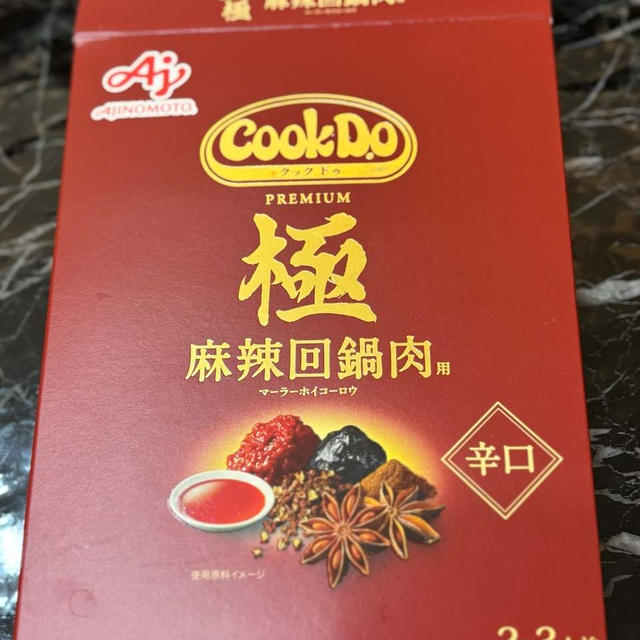 極 麻辣回鍋肉用
Aj
AJINOMOTO
Cook Do
クックドゥ
PREMIUM
極
麻辣回鍋肉用
マーラーホイコーロウ
辛口
使用原料イメージ